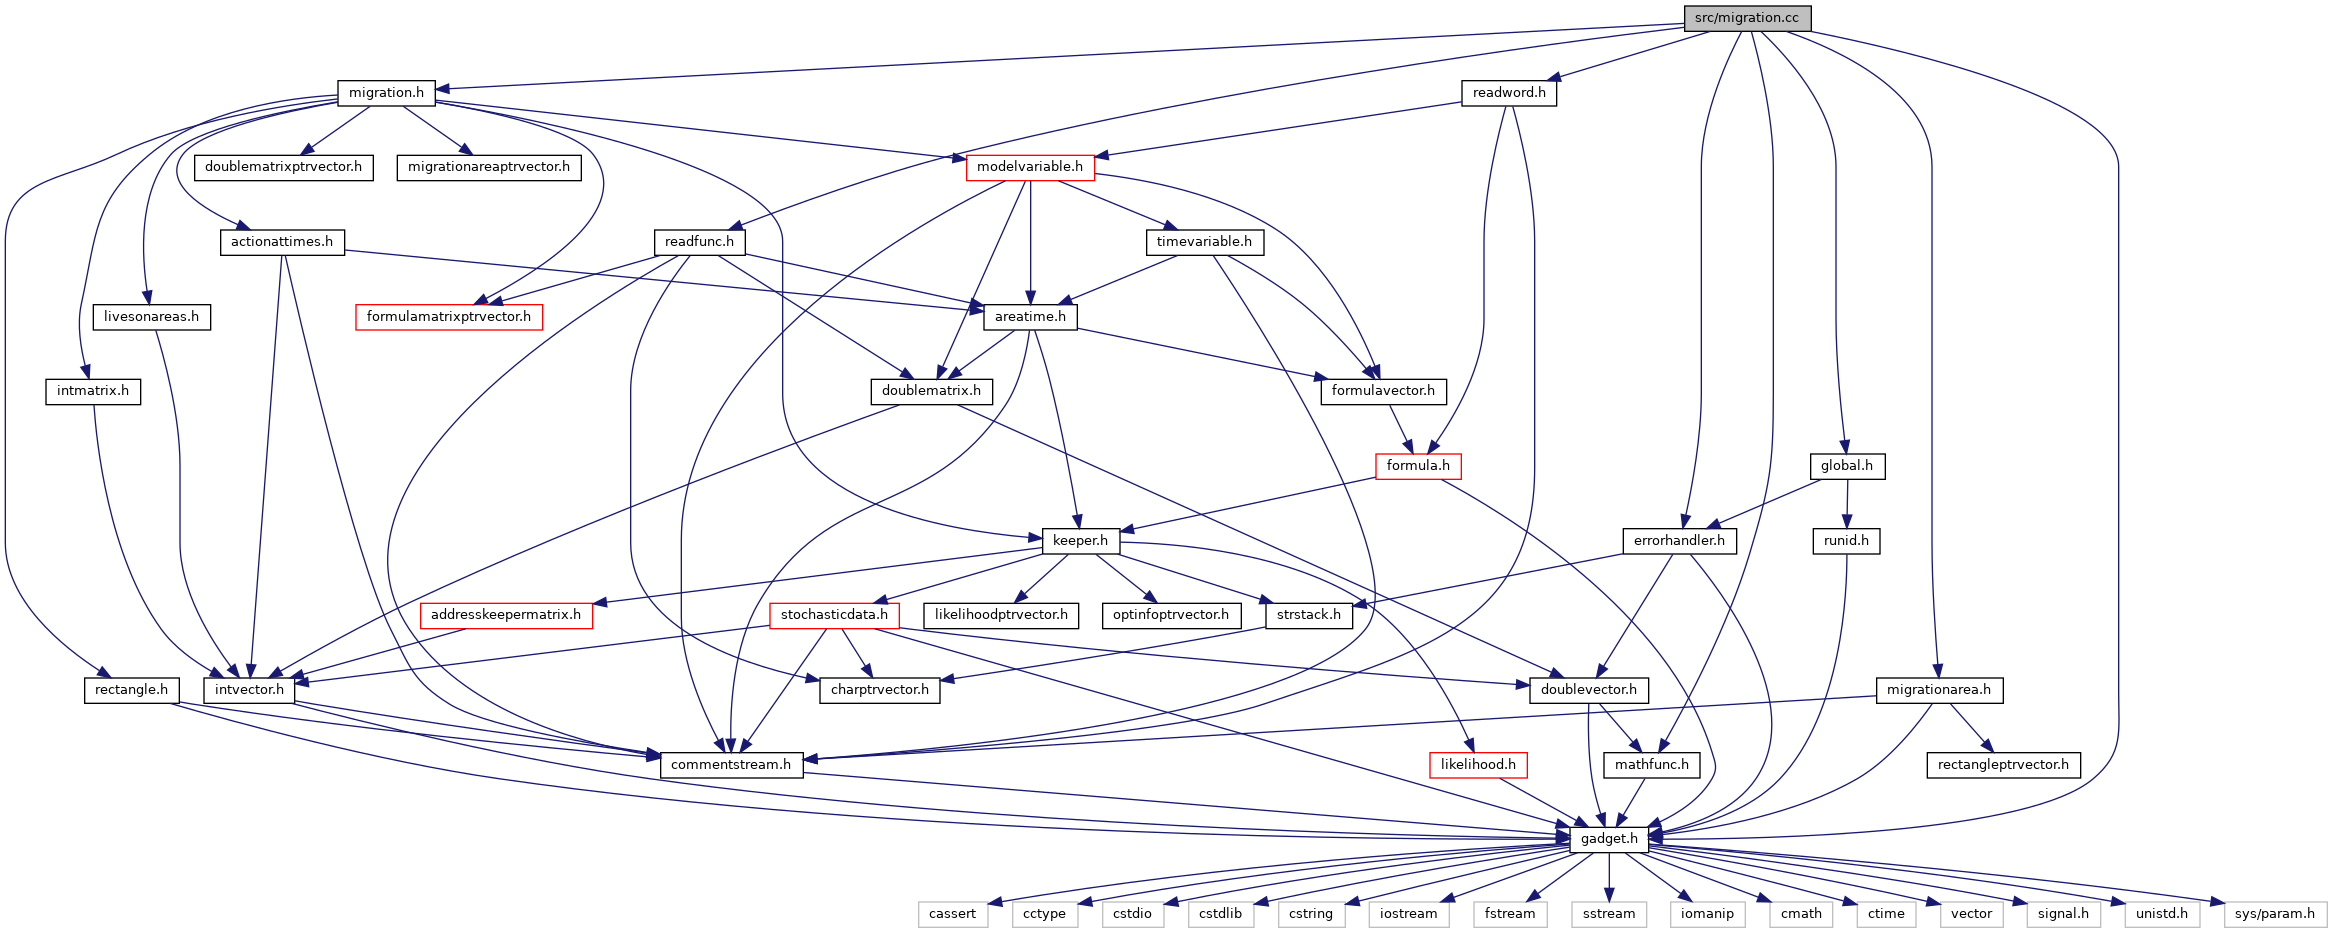 src/migration.cc
migration.h
readword.h
doublematrixptrvector.h
migrationareaptrvector.h
modelvariable.h
actionattimes.h
readfunc.h
timevariable.h
livesonareas.h
formulamatrixptrvector.h
areatime.h
intmatrix.h
doublematrix.h
formulavector.h
formula.h
global.h
keeper.h
errorhandler.h
runid.h
addresskeepermatrix.h
stochasticdata.h
likelihoodptrvector.h
optinfoptrvector.h
strstack.h
rectangle.h
intvector.h
charptrvector.h
doublevector.h
migrationarea.h
commentstream.h
likelihood.h
mathfunc.h
rectangleptrvector.h
gadget.h
cassert
cctype
cstdio
cstdlib
cstring
iostream
fstream
sstream
iomanip
cmath
ctime
vector
signal.h
unistd.h
sys/param.h